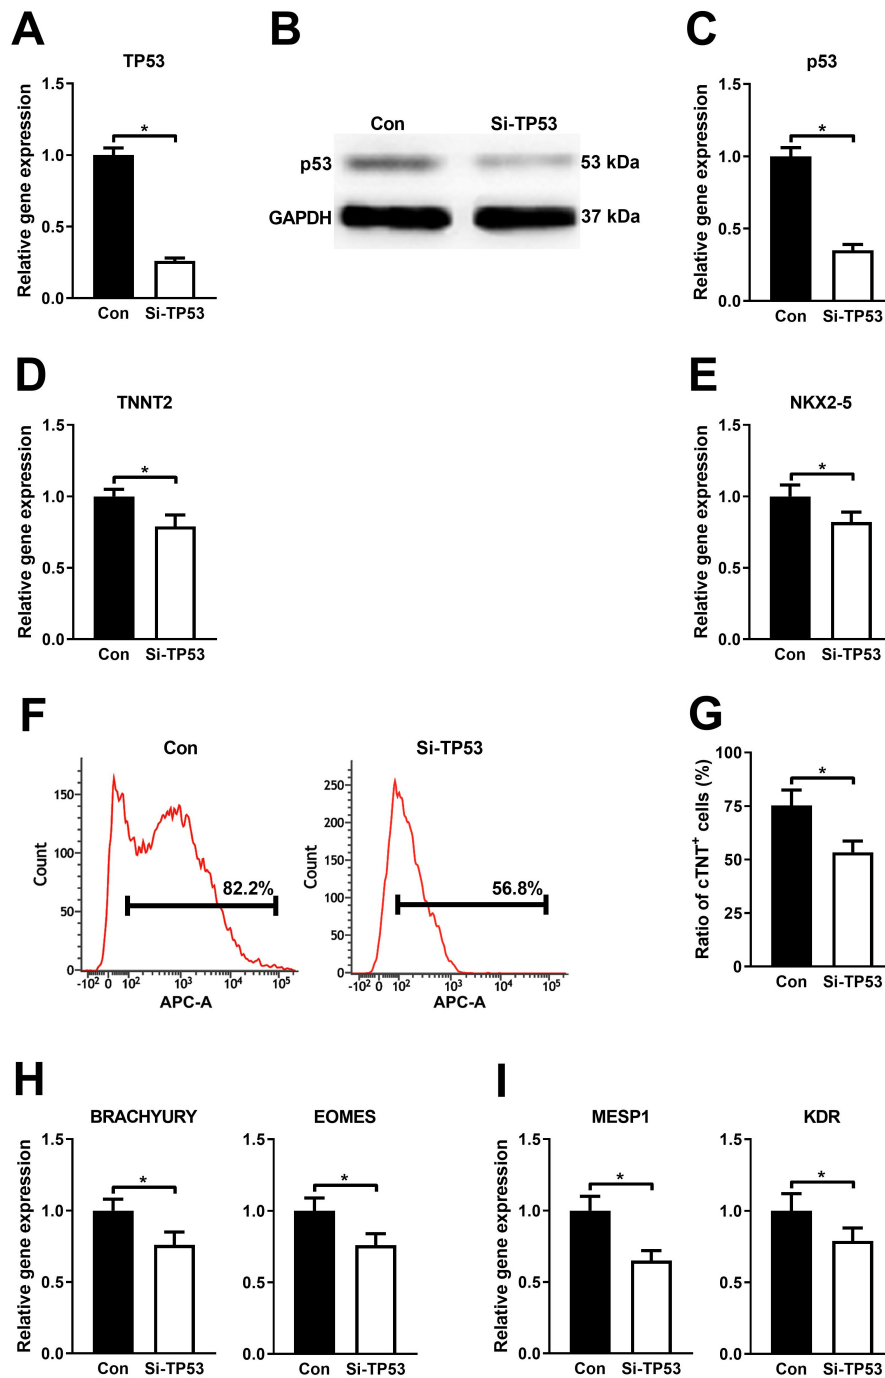 A
B
C
TP53
Relative gene expression
1.5
1.0
0.5
0.0
*
Con
Si-TP53
Con
Si-TP53
p53
53 kDa
GAPDH
37 kDa
p53
Relative gene expression
1.5
1.0
0.5
0.0
*
Con
Si-TP53
D
E
TNNT2
Relative gene expression
1.5
1.0
0.5
0.0
*
Con
Si-TP53
NKX2-5
Relative gene expression
1.5
1.0
0.5
0.0
*
Con
Si-TP53
F
G
Con
Count
150
100
50
0
82.2%
-10² 0 10² 10³ 10⁴ 10⁵
APC-A
Si-TP53
Count
250
200
150
100
50
0
56.8%
-10² 0 10² 10³ 10⁴ 10⁵
APC-A
Ratio of cTNT⁺ cells (%)
100
75
50
25
0
*
Con
Si-TP53
H
I
BRACHYURY
Relative gene expression
1.5
1.0
0.5
0.0
*
Con
Si-TP53
EOMES
1.5
1.0
0.5
0.0
*
Con
Si-TP53
MESP1
Relative gene expression
1.5
1.0
0.5
0.0
*
Con
Si-TP53
KDR
1.5
1.0
0.5
0.0
*
Con
Si-TP53